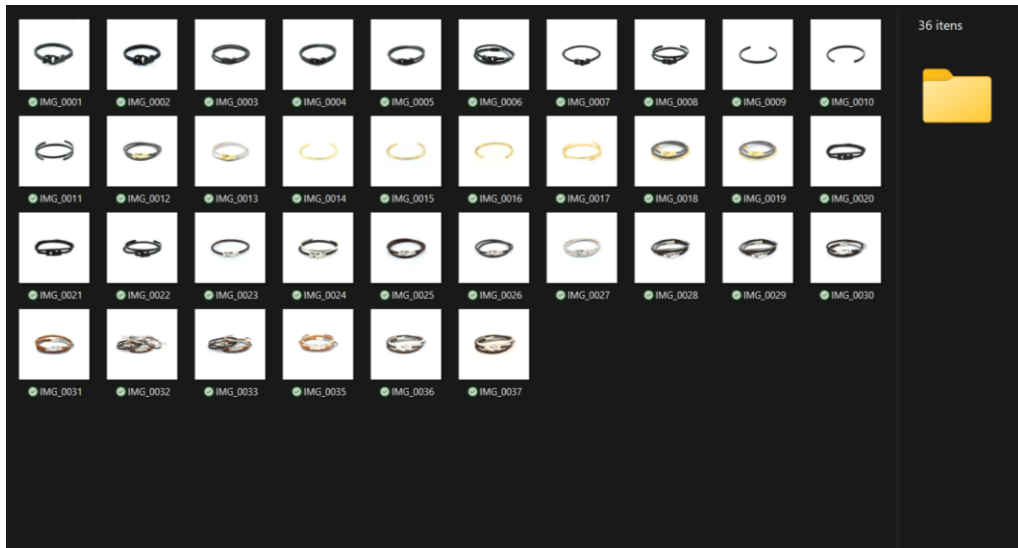 36 itens
IMG_0001 IMG_0002 IMG_0003 IMG_0004 IMG_0005 IMG_0006 IMG_0007 IMG_0008 IMG_0009 IMG_0010
IMG_0011 IMG_0012 IMG_0013 IMG_0014 IMG_0015 IMG_0016 IMG_0017 IMG_0018 IMG_0019 IMG_0020
IMG_0021 IMG_0022 IMG_0023 IMG_0024 IMG_0025 IMG_0026 IMG_0027 IMG_0028 IMG_0029 IMG_0030
IMG_0031 IMG_0032 IMG_0033 IMG_0035 IMG_0036 IMG_0037